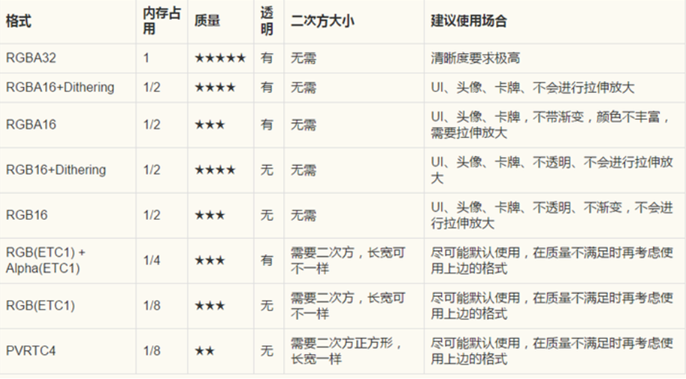 格式 内存占用 质量 透明 二次方大小 建议使用场合
RGBA32 1 ★★★★★ 有 无需 清晰度要求极高
RGBA16+Dithering 1/2 ★★★★ 有 无需 UI、头像、卡牌、不会进行拉伸放大
RGBA16 1/2 ★★★ 有 无需 UI、头像、卡牌，不带渐变，颜色不丰富，
需要拉伸放大
RGB16+Dithering 1/2 ★★★★ 无 无需 UI、头像、卡牌、不透明、不会进行拉伸放
大
RGB16 1/2 ★★★ 无 无需 UI、头像、卡牌、不透明、不渐变，不会进
行拉伸放大
RGB(ETC1) +
Alpha(ETC1) 1/4 ★★★ 有 需要二次方，长宽可
不一样 尽可能默认使用，在质量不满足时再考虑使
用上边的格式
RGB(ETC1) 1/8 ★★★ 无 需要二次方，长宽可
不一样 尽可能默认使用，在质量不满足时再考虑使
用上边的格式
PVRTC4 1/8 ★★ 无 需要二次方正方形，
长宽一样 尽可能默认使用，在质量不满足时再考虑使
用上边的格式